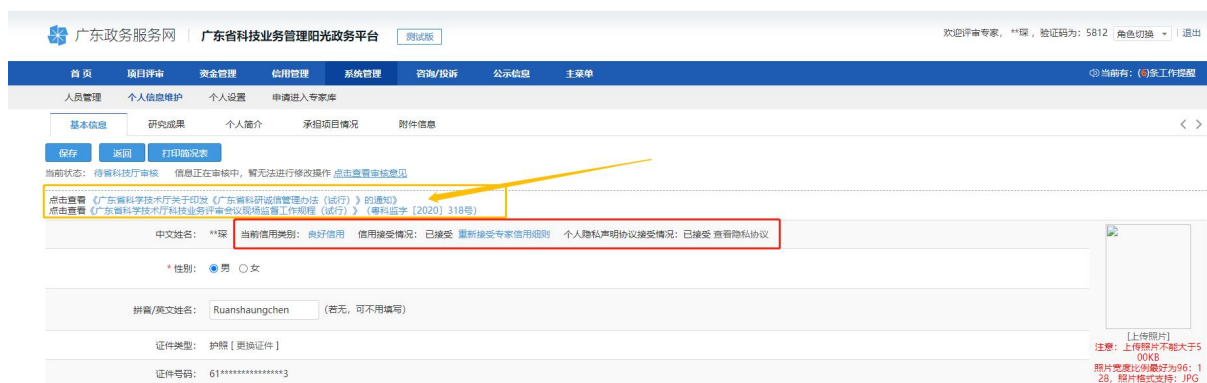 广东政务服务网 广东省科技业务管理阳光政务平台 测试版 欢迎评审专家，**琛，验证码为：5812 角色切换 退出
首页 项目评审 资金管理 信用管理 系统管理 咨询/投诉 公示信息 主菜单 当前有：(6)条工作提醒
人员管理 个人信息维护 个人设置 申请进入专家库
基本信息 研究成果 个人简介 承担项目情况 附件信息
保存 返回 打印简况表
当前状态：待省科技厅审核 信息正在审核中，暂无法进行修改操作 点击查看审核意见
点击查看《广东省科学技术厅关于印发《广东省科研诚信管理办法（试行）》的通知》
点击查看《广东省科学技术厅科技业务评审会议现场监督工作规程（试行）》（粤科监字〔2020〕318号）
中文姓名：**琛 当前信用类别：良好信用 信用接受情况：已接受 重新接受专家信用细则 个人隐私声明协议接受情况：已接受 查看隐私协议
*性别：男 女
拼音/英文姓名：Ruanshaungchen (若无，可不用填写)
证件类型：护照 [ 更换证件 ]
证件号码：61***************3
[上传照片]
注意：上传照片不能大于5
00KB
照片宽度比例最好为96：1
28，照片格式支持：JPG